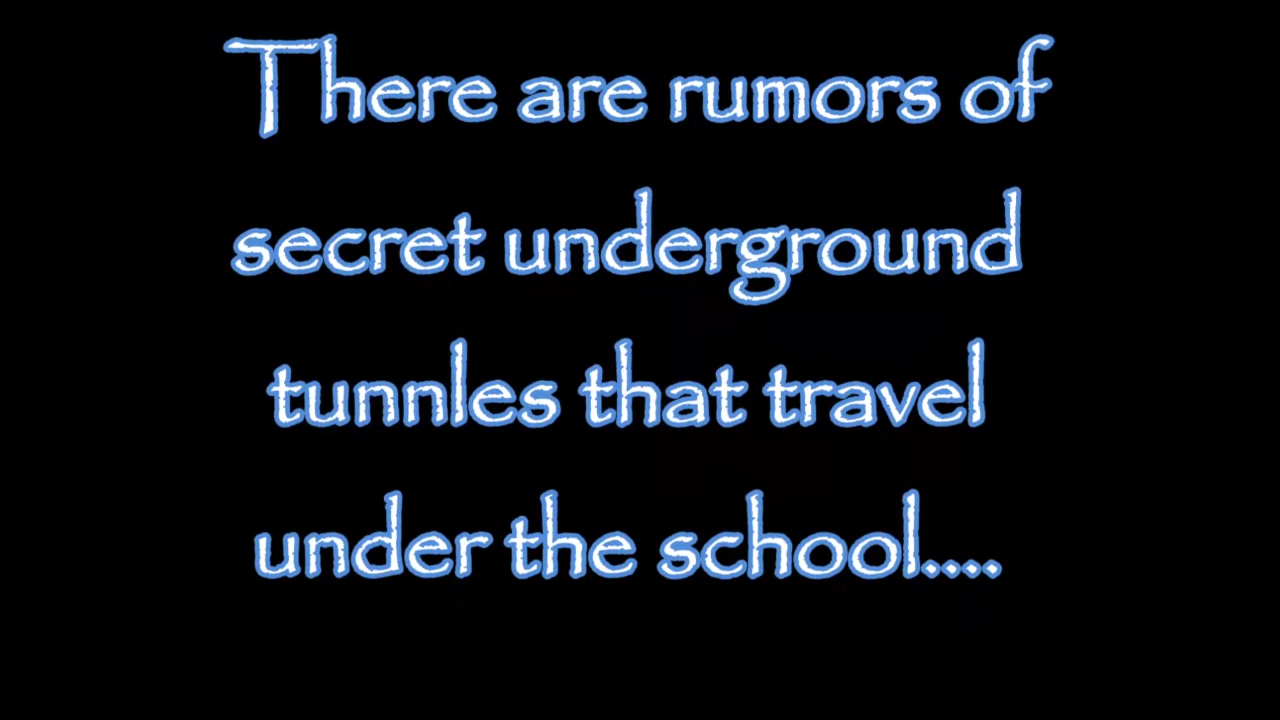 There are rumors of
secret underground
tunnles that travel
under the school....